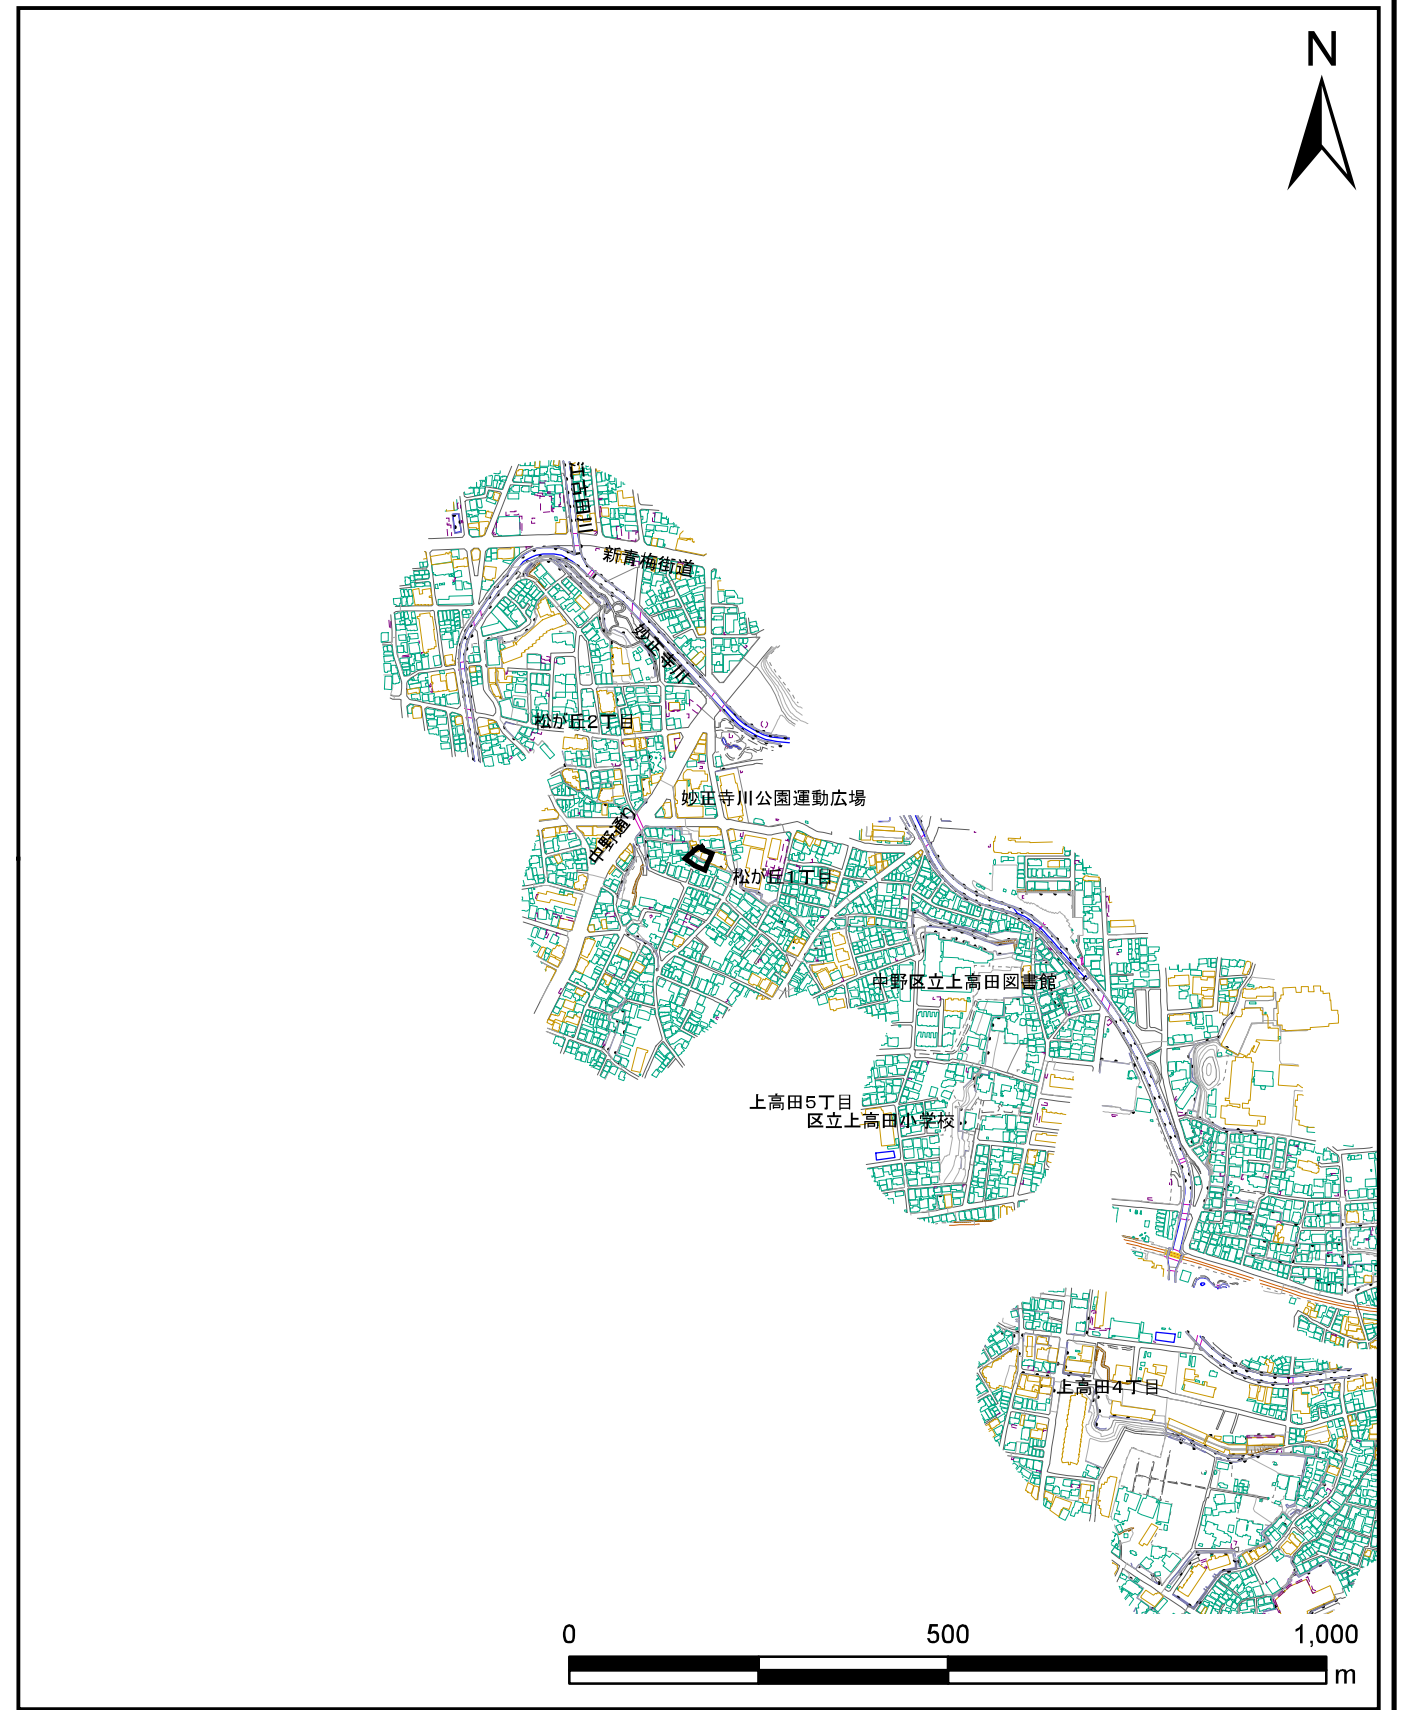 N
江古田川
新青梅街道
妙正寺川
松が丘2丁目
妙正寺川公園運動広場
中野通り
松が丘1丁目
中野区立上高田図書館
上高田5丁目
区立上高田小学校
上高田4丁目
0 500 1,000
m